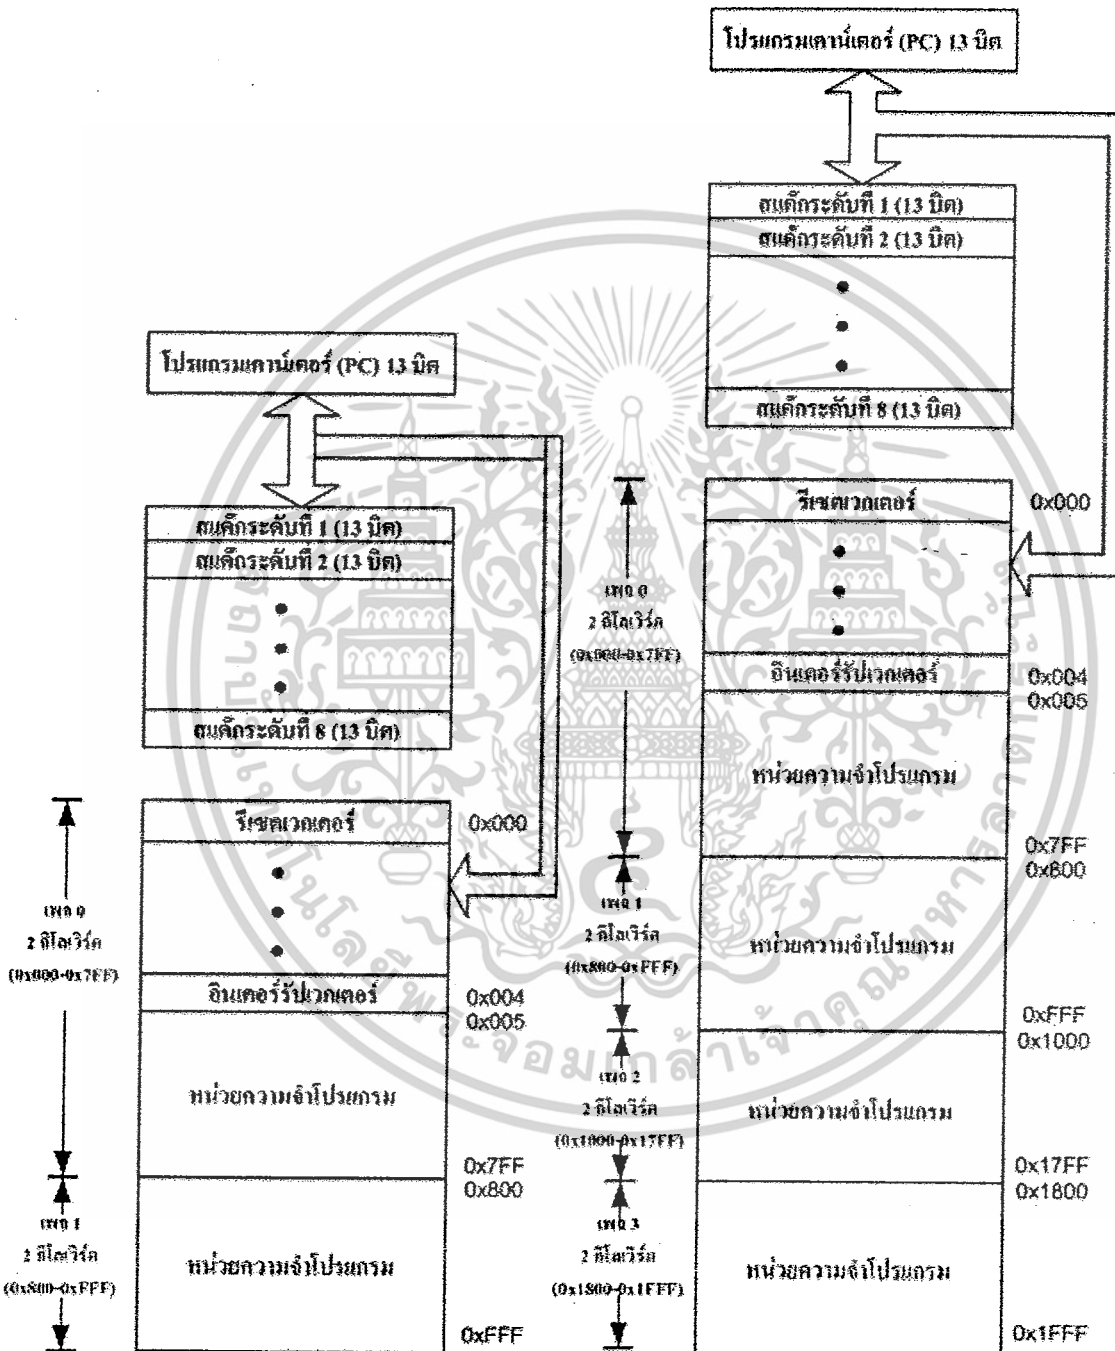 โปรแกรมเคาน์เตอร์ (PC) 13 บิต
สแต็กระดับที่ 1 (13 บิต)
สแต็กระดับที่ 2 (13 บิต)
สแต็กระดับที่ 8 (13 บิต)
รีเซตเวกเตอร์
0x000
อินเตอร์รัปเวกเตอร์
0x004
0x005
หน่วยความจำโปรแกรม
0x7FF
0x800
หน่วยความจำโปรแกรม
0xFFF
เพจ 0
2 กิโลเวิร์ด
(0x000-0x7FF)
เพจ 1
2 กิโลเวิร์ด
(0x800-0xFFF)
โปรแกรมเคาน์เตอร์ (PC) 13 บิต
สแต็กระดับที่ 1 (13 บิต)
สแต็กระดับที่ 2 (13 บิต)
สแต็กระดับที่ 8 (13 บิต)
รีเซตเวกเตอร์
0x000
อินเตอร์รัปเวกเตอร์
0x004
0x005
หน่วยความจำโปรแกรม
0x7FF
0x800
หน่วยความจำโปรแกรม
0xFFF
0x1000
หน่วยความจำโปรแกรม
0x17FF
0x1800
หน่วยความจำโปรแกรม
0x1FFF
เพจ 0
2 กิโลเวิร์ด
(0x000-0x7FF)
เพจ 1
2 กิโลเวิร์ด
(0x800-0xFFF)
เพจ 2
2 กิโลเวิร์ด
(0x1000-0x17FF)
เพจ 3
2 กิโลเวิร์ด
(0x1800-0x1FFF)
พระจอมเกล้าเจ้าคุณทหาร